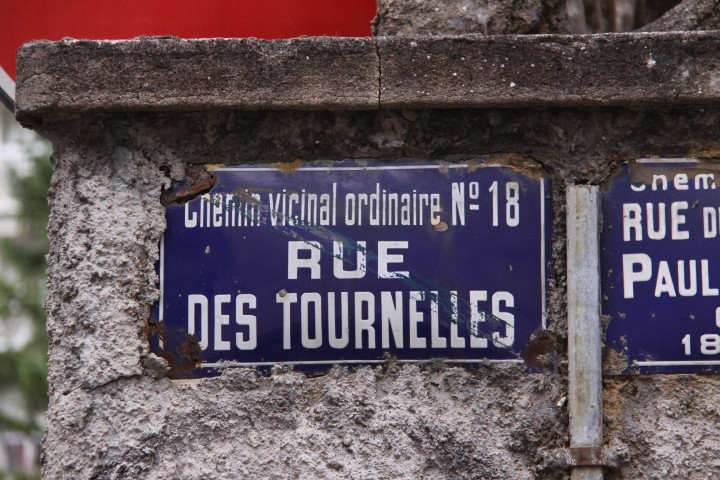 Chemin vicinal ordinaire Nº 18
RUE
DES TOURNELLES
RUE
PAUL
18